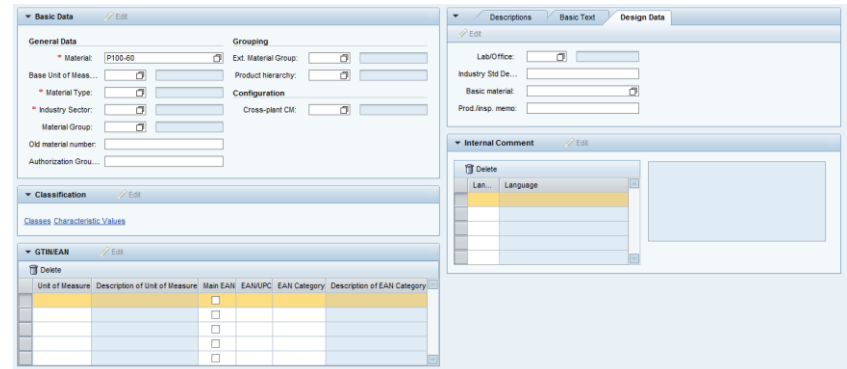 Basic Data Edit
General Data Grouping
* Material: P100-60 Ext. Material Group:
Base Unit of Meas... Product hierarchy:
* Material Type: Configuration
* Industry Sector: Cross-plant CM:
Material Group:
Old material number:
Authorization Grou...
Classification Edit
Classes Characteristic Values
GTIN/EAN Edit
Delete
Unit of Measure Description of Unit of Measure Main EAN EAN/UPC EAN Category Description of EAN Category
Descriptions Basic Text Design Data
Edit
Lab/Office:
Industry Std De...
Basic material:
Prod./insp. memo:
Internal Comment Edit
Delete
Lan... Language